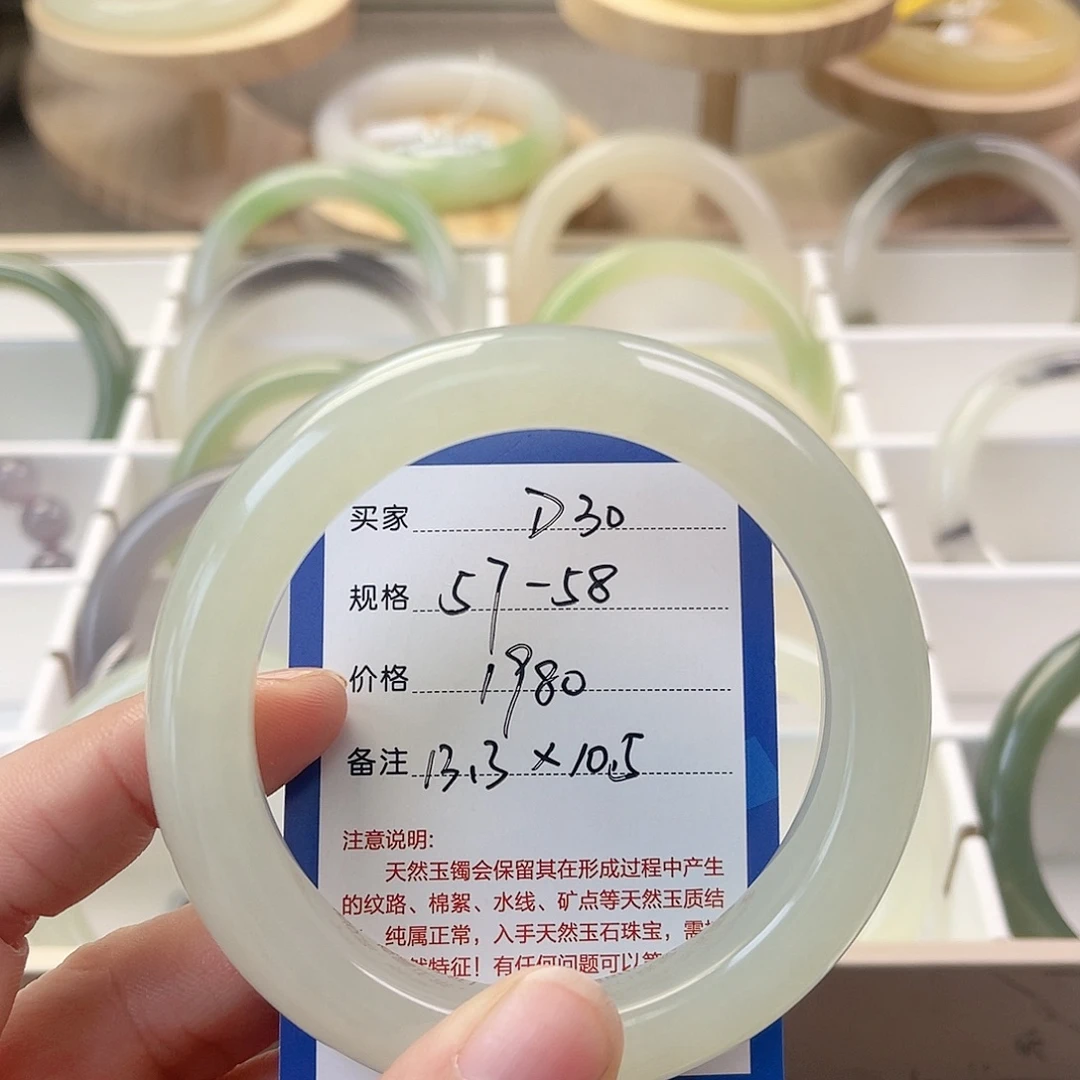 买家 D30
规格 57-58
价格 1980
备注 13.3×10.5
注意说明:
天然玉镯会保留其在形成过程中产生
的纹路、棉絮、水线、矿点等天然玉质结
纯属正常，入手天然玉石珠宝，需
然特征！有任何问题可以